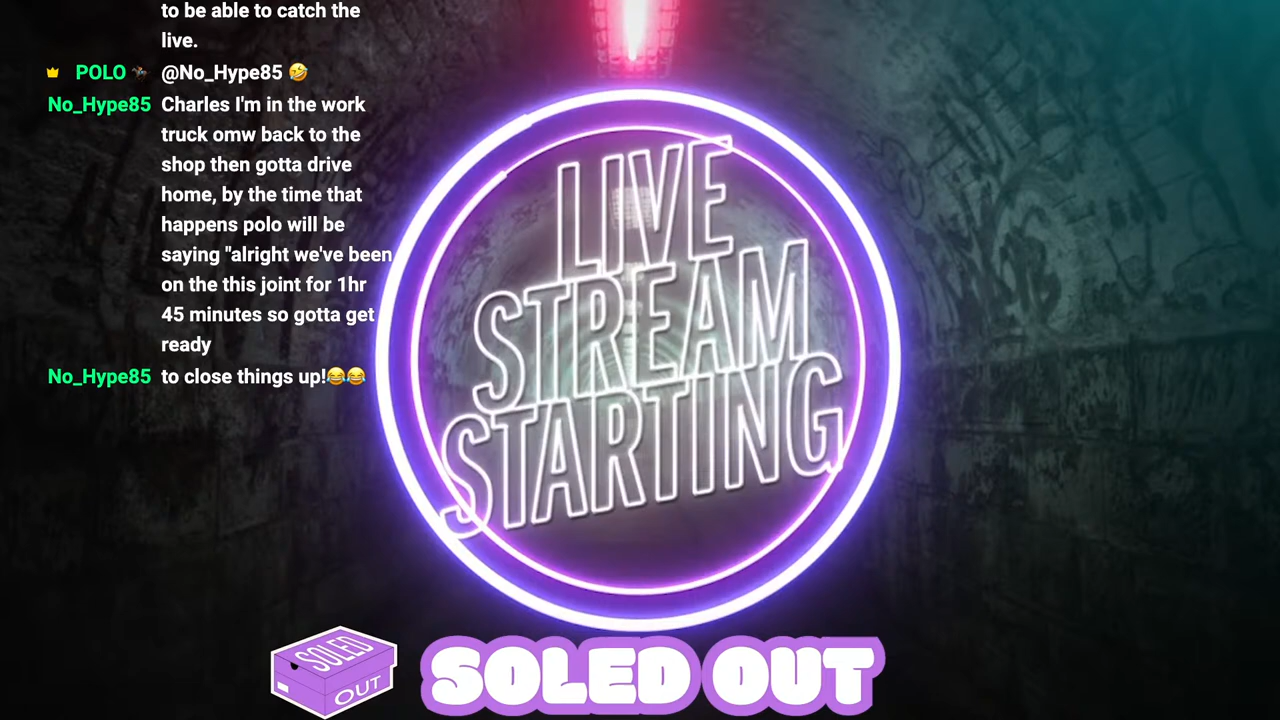 to be able to catch the
live.
POLO @No_Hype85 🤣
No_Hype85 Charles I'm in the work
truck omw back to the
shop then gotta drive
home, by the time that
happens polo will be
saying "alright we've been
on the this joint for 1hr
45 minutes so gotta get
ready
No_Hype85 to close things up!😂😂
LIVE
STREAM
STARTING
SOLED
OUT
SOLED OUT